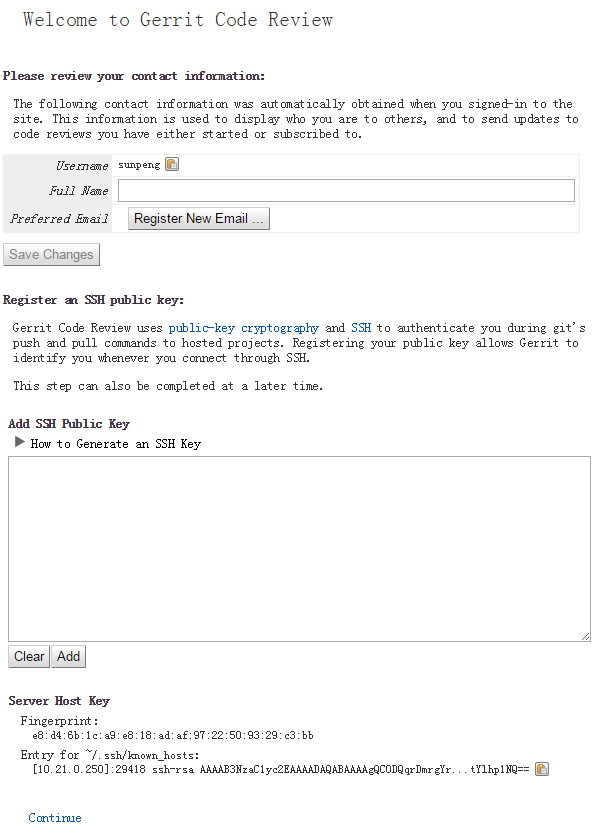 Welcome to Gerrit Code Review
Please review your contact information:
The following contact information was automatically obtained when you signed-in to the
site. This information is used to display who you are to others, and to send updates to
code reviews you have either started or subscribed to.
Username sunpeng
Full Name
Preferred Email Register New Email ...
Save Changes
Register an SSH public key:
Gerrit Code Review uses public-key cryptography and SSH to authenticate you during git's
push and pull commands to hosted projects. Registering your public key allows Gerrit to
identify you whenever you connect through SSH.
This step can also be completed at a later time.
Add SSH Public Key
How to Generate an SSH Key
Clear Add
Server Host Key
Fingerprint:
e8:d4:6b:1c:a9:e8:18:ad:af:97:22:50:93:29:c3:bb
Entry for ~/.ssh/known_hosts:
[10.21.0.250]:29418 ssh-rsa AAAAB3NzaC1yc2EAAAADAQABAAAAgQCODQqrDmrgYr...tYlhp1NQ==
Continue